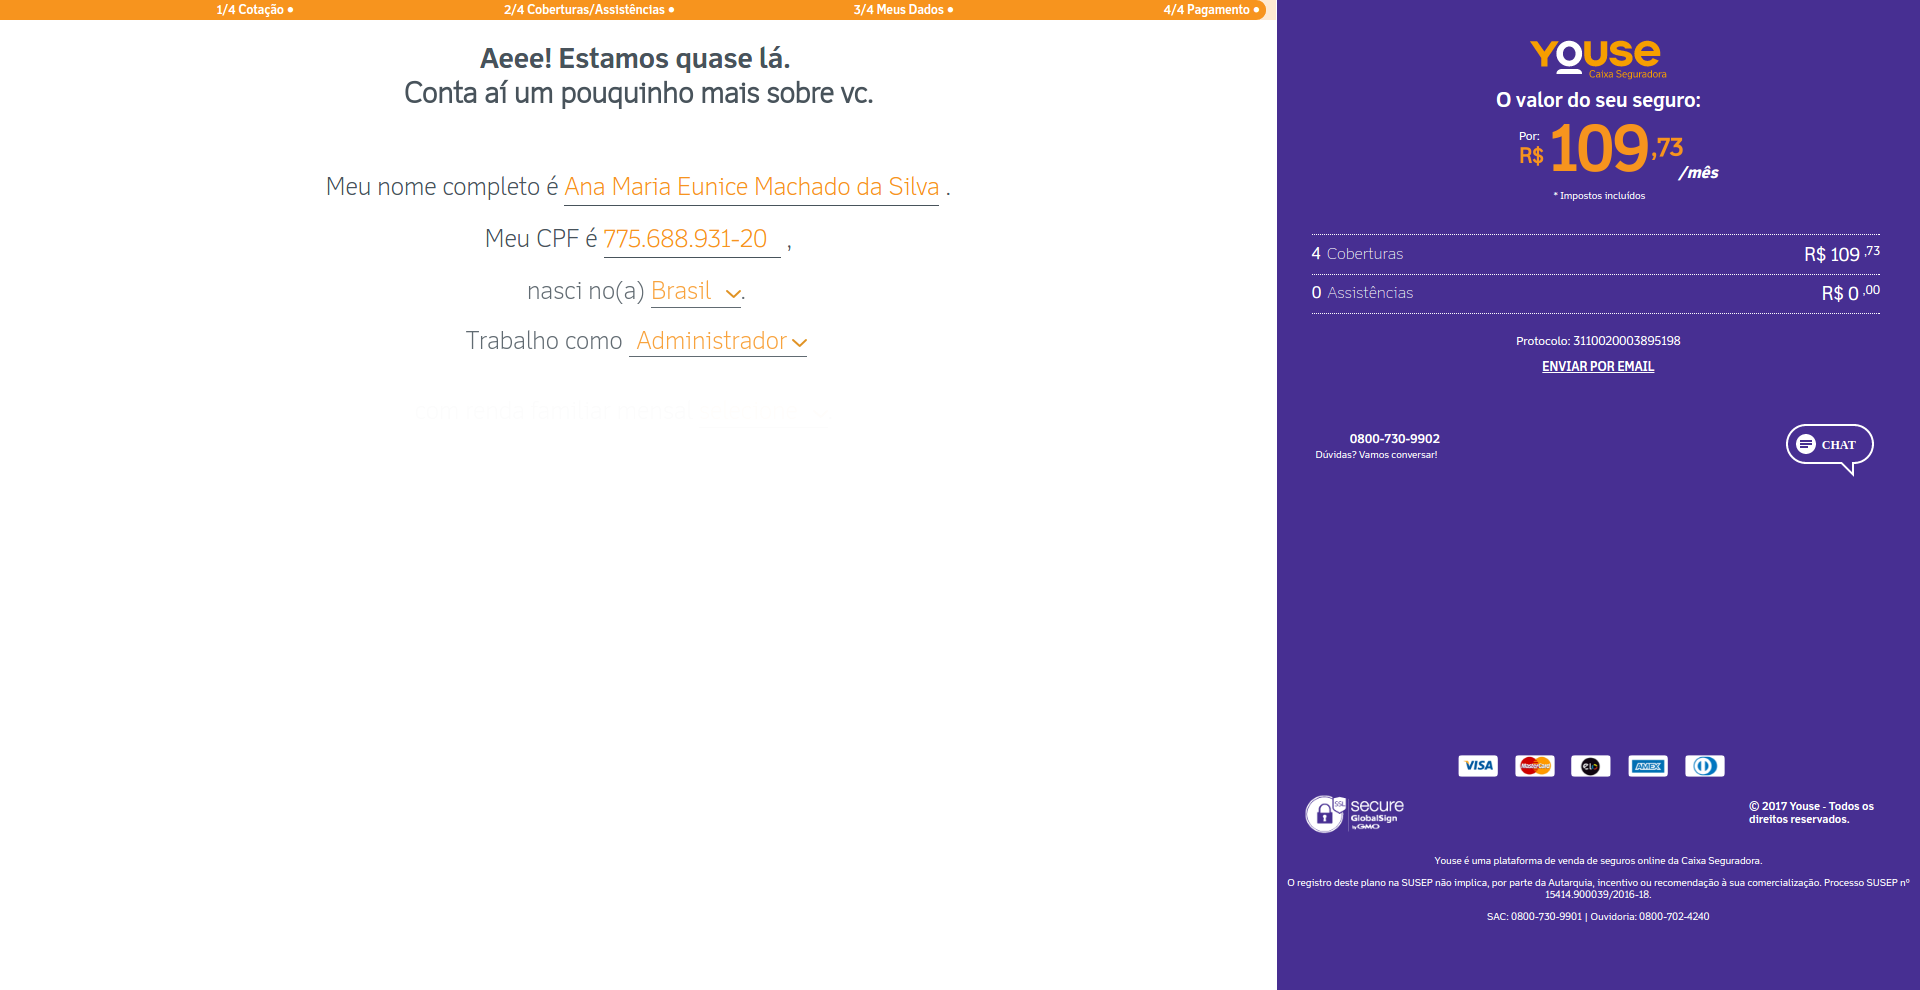 1/4 Cotação •
2/4 Coberturas/Assistências •
3/4 Meus Dados •
4/4 Pagamento •
Aeee! Estamos quase lá.
Conta aí um pouquinho mais sobre vc.
Meu nome completo é Ana Maria Eunice Machado da Silva .
Meu CPF é 775.688.931-20 ,
nasci no(a) Brasil .
Trabalho como Administrador
Youse
Caixa Seguradora
O valor do seu seguro:
Por:
R$ 109,73
/mês
* Impostos incluídos
4 Coberturas R$ 109 ,73
0 Assistências R$ 0 ,00
Protocolo: 3110020003895198
ENVIAR POR EMAIL
0800-730-9902
Dúvidas? Vamos conversar!
CHAT
VISA
MasterCard
elo
AMEX
SSL
secure
GlobalSign
by GMO
© 2017 Youse - Todos os
direitos reservados.
Youse é uma plataforma de venda de seguros online da Caixa Seguradora.
O registro deste plano na SUSEP não implica, por parte da Autarquia, incentivo ou recomendação à sua comercialização. Processo SUSEP nº
15414.900039/2016-18.
SAC: 0800-730-9901 | Ouvidoria: 0800-702-4240